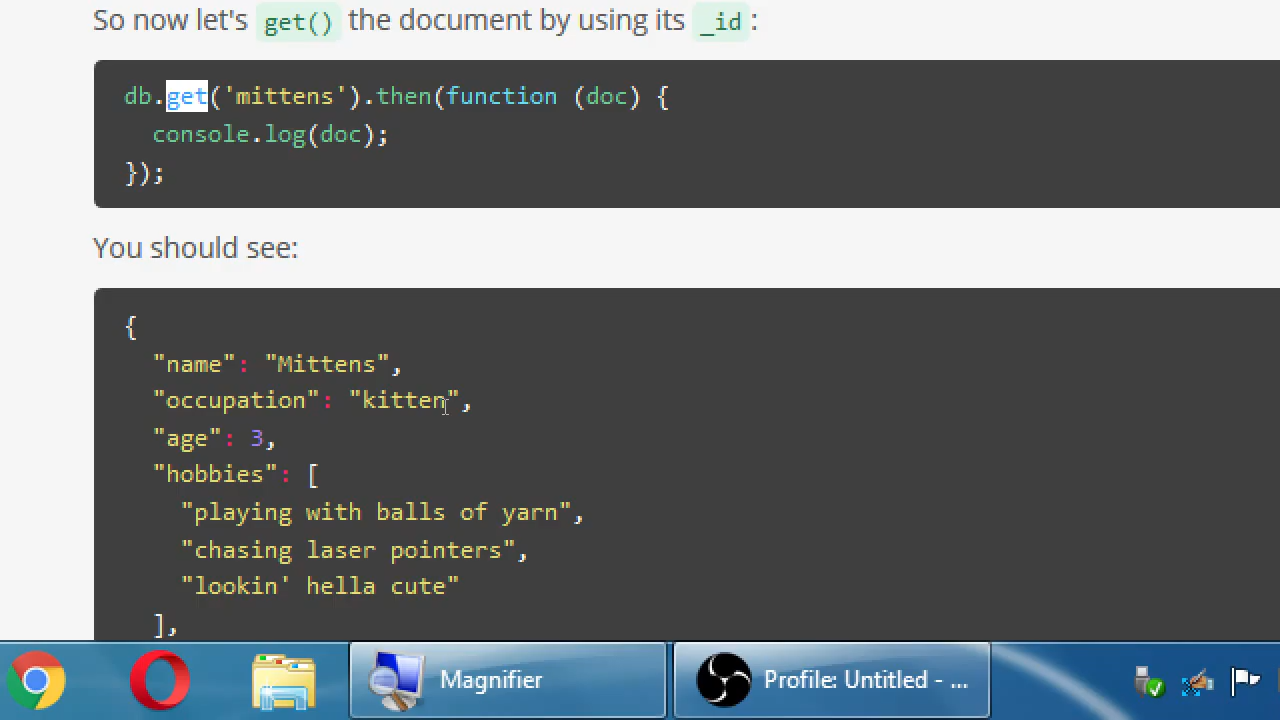 So now let's get() the document by using its _id:
db.get('mittens').then(function (doc) {
  console.log(doc);
});
You should see:
{
  "name": "Mittens",
  "occupation": "kitten",
  "age": 3,
  "hobbies": [
    "playing with balls of yarn",
    "chasing laser pointers",
    "lookin' hella cute"
  ],
Magnifier
Profile: Untitled - ...